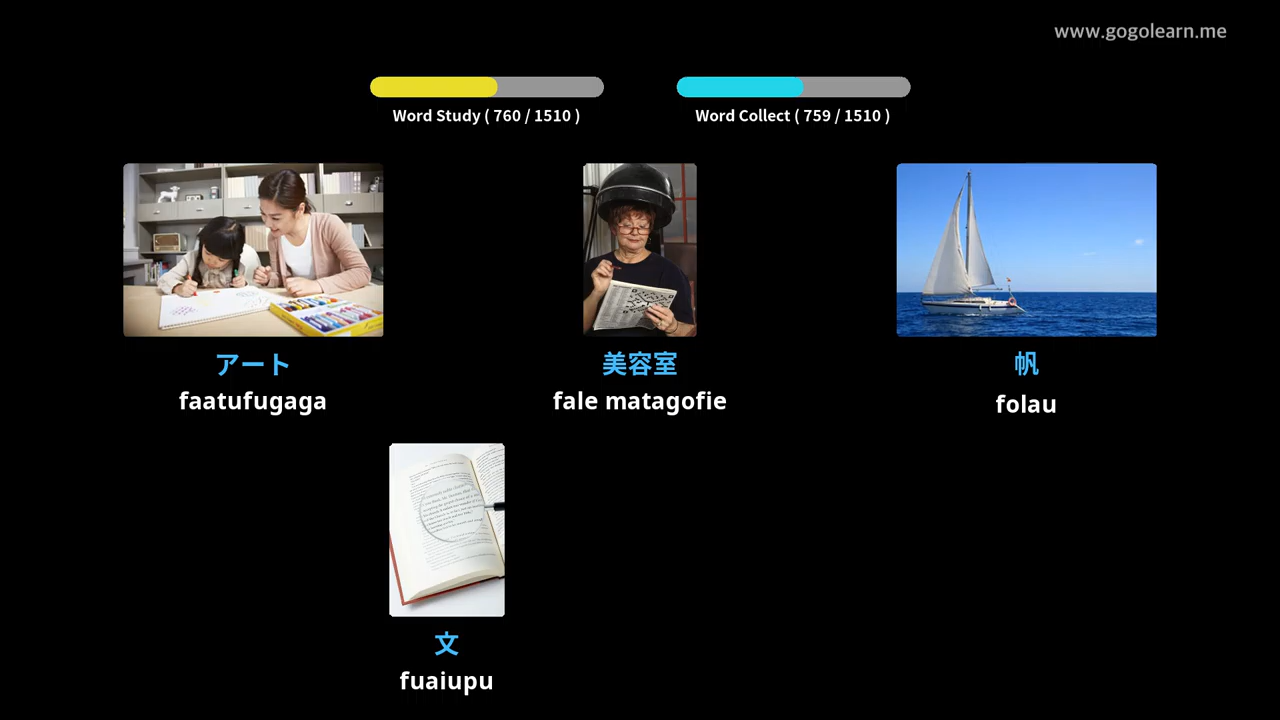 www.gogolearn.me
Word Study ( 760 / 1510 )
Word Collect ( 759 / 1510 )
アート
faatufugaga
美容室
fale matagofie
帆
folau
文
fuaiupu